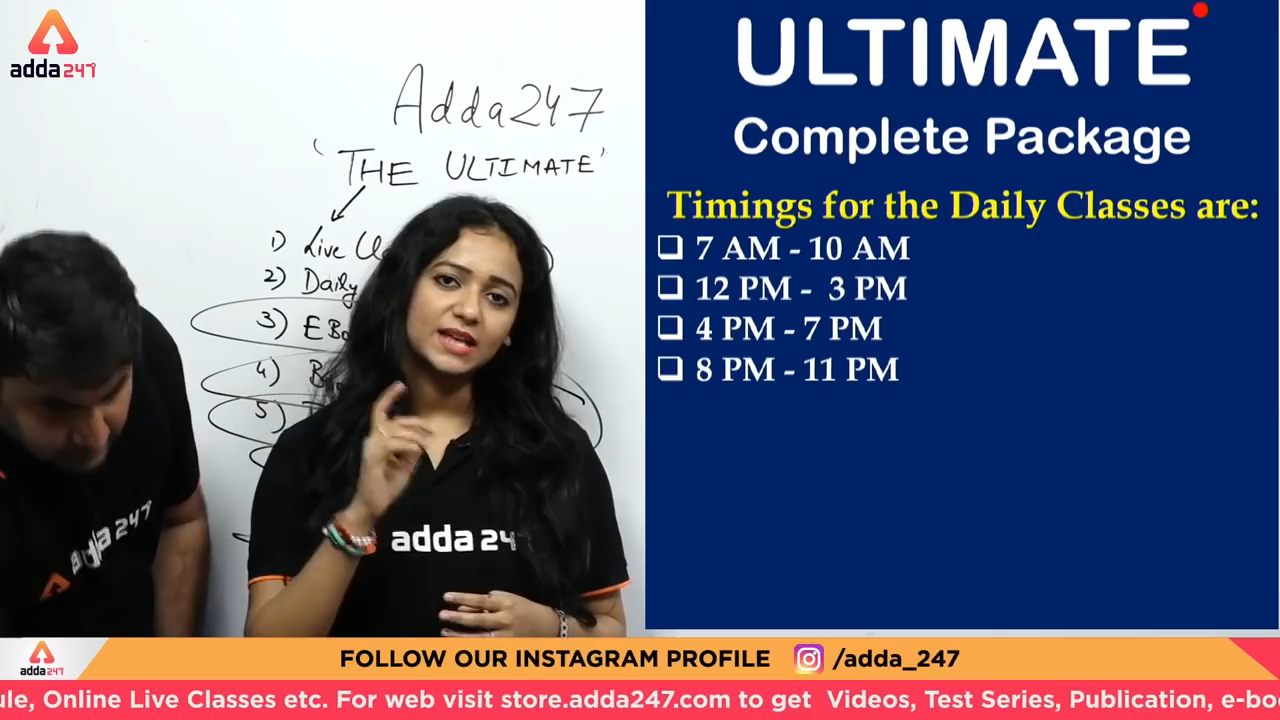 adda247
Adda247
'THE ULTIMATE'
1) Live
2) Daily
3)
4)
5)
adda247
adda 24
ULTIMATE
Complete Package
Timings for the Daily Classes are:
❑ 7 AM - 10 AM
❑ 12 PM - 3 PM
❑ 4 PM - 7 PM
❑ 8 PM - 11 PM
adda247
FOLLOW OUR INSTAGRAM PROFILE /adda_247
ule, Online Live Classes etc. For web visit store.adda247.com to get Videos, Test Series, Publication, e-bo